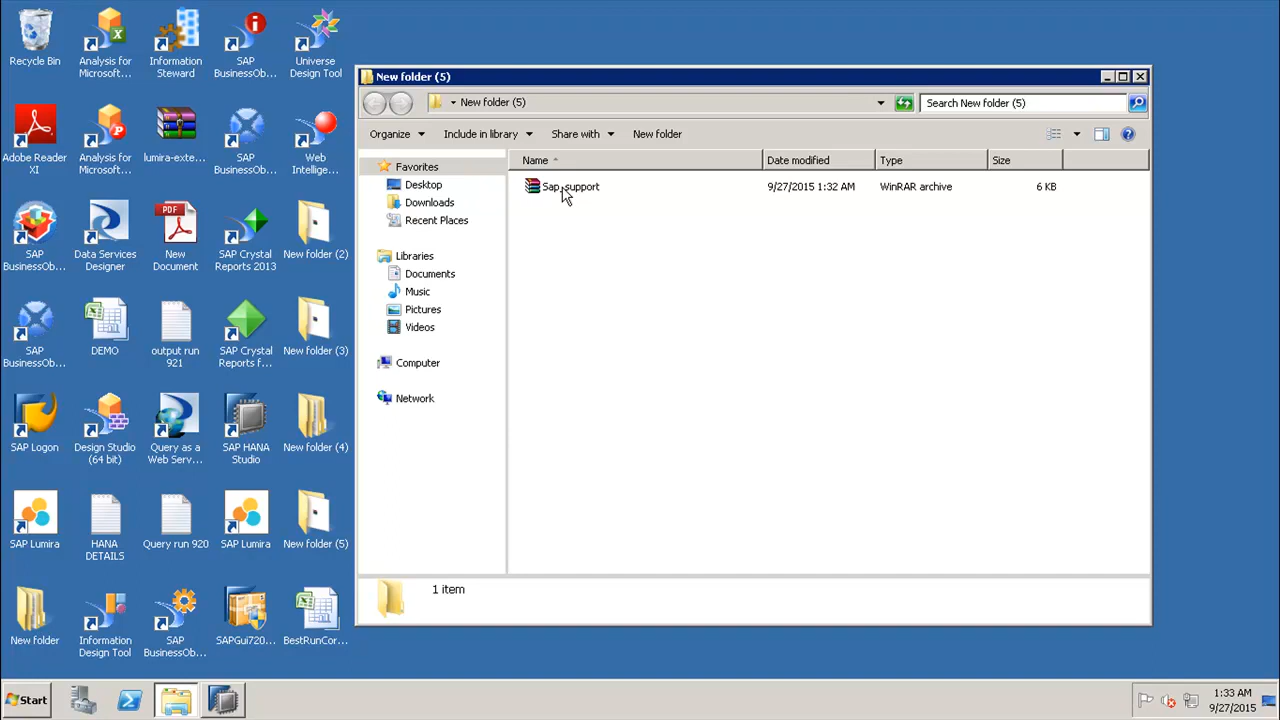 Recycle Bin
Analysis for
Microsoft...
Information
Steward
SAP
BusinessOb...
Universe
Design Tool
Adobe Reader
XI
Analysis for
Microsoft...
lumira-exte...
SAP
BusinessOb...
Web
Intellige...
SAP
BusinessOb...
Data Services
Designer
PDF
New
Document
SAP Crystal
Reports 2013
New folder (2)
SAP
BusinessOb...
DEMO
output run
921
SAP Crystal
Reports f...
New folder (3)
SAP Logon
Design Studio
(64 bit)
Query as a
Web Serv...
SAP HANA
Studio
New folder (4)
SAP Lumira
HANA
DETAILS
Query run 920
SAP Lumira
New folder (5)
New folder
Information
Design Tool
SAP
BusinessOb...
SAPGui720...
BestRunCor...
New folder (5)
New folder (5)
Search New folder (5)
Organize
Include in library
Share with
New folder
Favorites
Desktop
Downloads
Recent Places
Libraries
Documents
Music
Pictures
Videos
Computer
Network
Name
Date modified
Type
Size
Sap_support
9/27/2015 1:32 AM
WinRAR archive
6 KB
1 item
Start
1:33 AM
9/27/2015